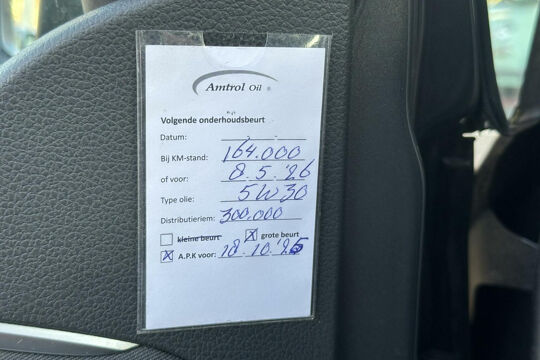 Amtrol Oil ®
Volgende onderhoudsbeurt
Datum:
Bij KM-stand: 164.000
of voor: 8.5.'26
Type olie: 5W30
Distributieriem: 300.000
kleine beurt X grote beurt
X A.P.K voor: 18.10.'25